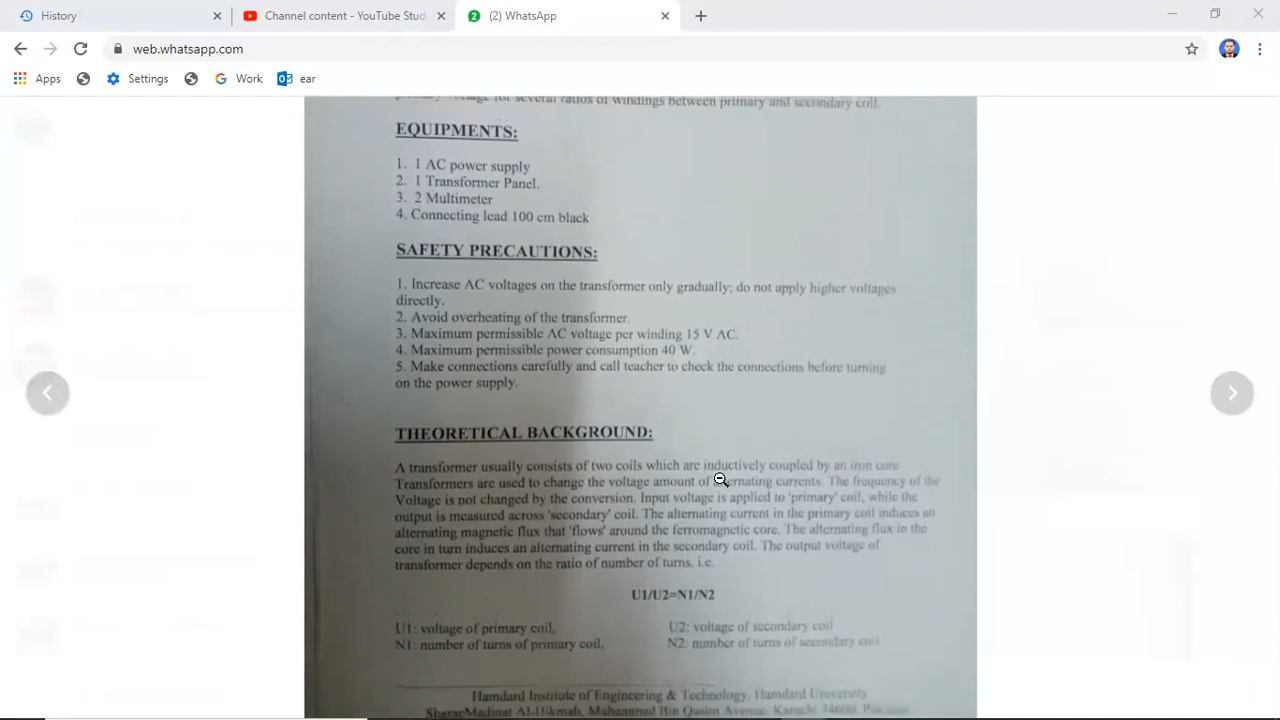 History
Channel content - YouTube Stud
2 (2) WhatsApp
web.whatsapp.com
Apps
Settings
Work
ear
for several ratios of windings between primary and secondary coil.
EQUIPMENTS:
1. 1 AC power supply
2. 1 Transformer Panel.
3. 2 Multimeter
4. Connecting lead 100 cm black
SAFETY PRECAUTIONS:
1. Increase AC voltages on the transformer only gradually; do not apply higher voltages
directly.
2. Avoid overheating of the transformer.
3. Maximum permissible AC voltage per winding 15 V AC.
4. Maximum permissible power consumption 40 W.
5. Make connections carefully and call teacher to check the connections before turning
on the power supply.
THEORETICAL BACKGROUND:
A transformer usually consists of two coils which are inductively coupled by an iron core
Transformers are used to change the voltage amount of alternating currents. The frequency of the
Voltage is not changed by the conversion. Input voltage is applied to 'primary' coil, while the
output is measured across 'secondary' coil. The alternating current in the primary coil induces an
alternating magnetic flux that 'flows' around the ferromagnetic core. The alternating flux in the
core in turn induces an alternating current in the secondary coil. The output voltage of
transformer depends on the ratio of number of turns. i.e.
U1/U2=N1/N2
U1: voltage of primary coil, U2: voltage of secondary coil
N1: number of turns of primary coil, N2: number of turns of secondary coil
Hamdard Institute of Engineering & Technology, Hamdard University
SharaeMadinat Al-Hikmah, Muhammed Bin Qasim Avenue, Karachi 74600, Pakistan